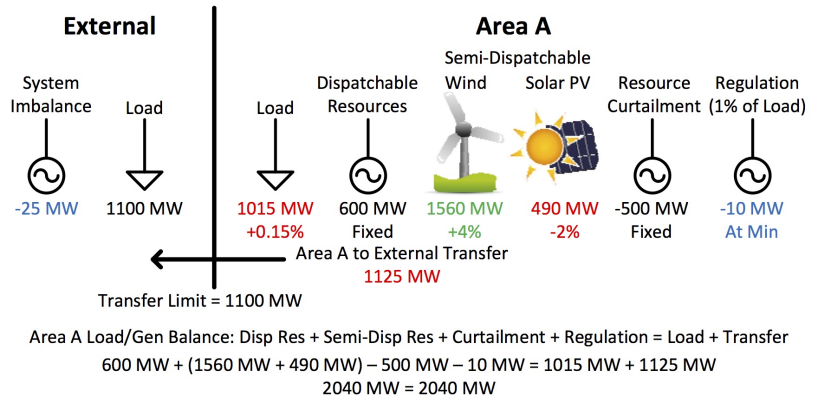 External
Area A
Semi-Dispatchable
System
Imbalance
Load
Load
Dispatchable
Resources
Wind
Solar PV
Resource
Curtailment
Regulation
(1% of Load)
-25 MW
1100 MW
1015 MW
+0.15%
600 MW
Fixed
1560 MW
+4%
490 MW
-2%
-500 MW
Fixed
-10 MW
At Min
Area A to External Transfer
1125 MW
Transfer Limit = 1100 MW
Area A Load/Gen Balance: Disp Res + Semi-Disp Res + Curtailment + Regulation = Load + Transfer
600 MW + (1560 MW + 490 MW) – 500 MW – 10 MW = 1015 MW + 1125 MW
2040 MW = 2040 MW